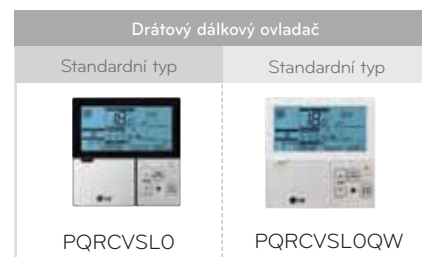 Drátový dálkový ovladač
Standardní typ
Standardní typ
PQRCVSL0
PQRCVSL0QW